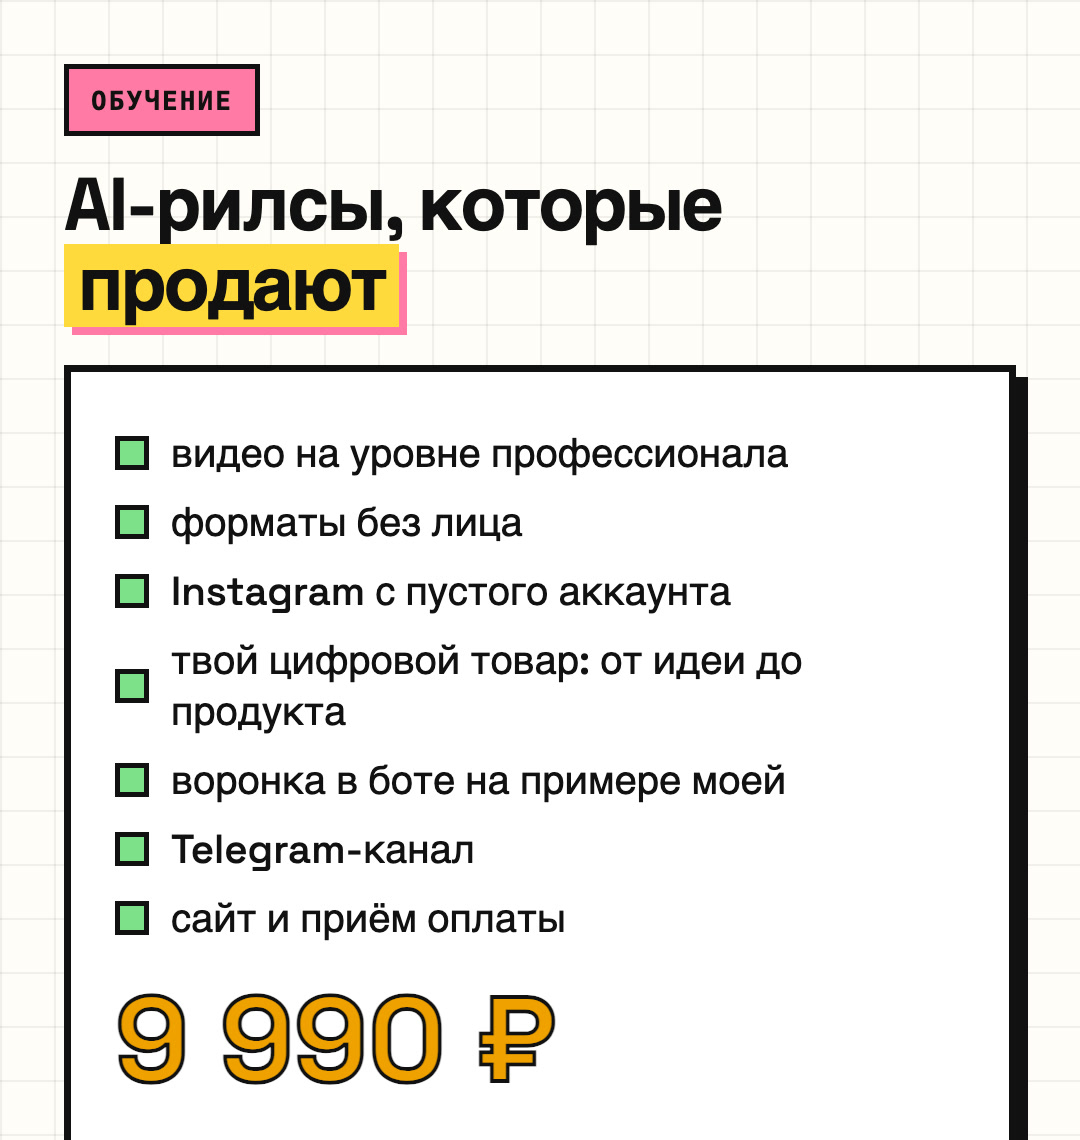 ОБУЧЕНИЕ
AI-рилсы, которые
продают
видео на уровне профессионала
форматы без лица
Instagram с пустого аккаунта
твой цифровой товар: от идеи до
продукта
воронка в боте на примере моей
Telegram-канал
сайт и приём оплаты
9 990 ₽